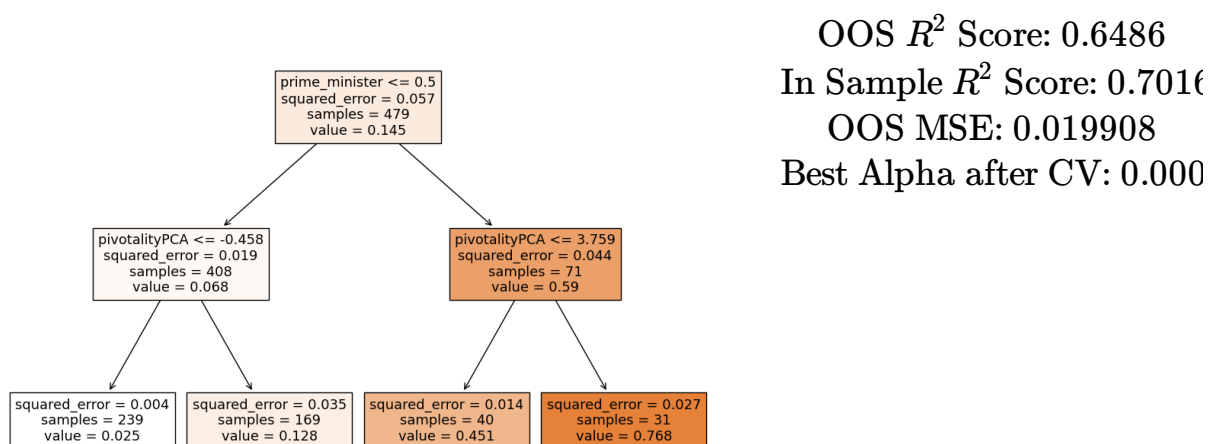 OOS R² Score: 0.6486
In Sample R² Score: 0.7016
OOS MSE: 0.019908
Best Alpha after CV: 0.000
prime_minister <= 0.5
squared_error = 0.057
samples = 479
value = 0.145
pivotalityPCA <= -0.458
squared_error = 0.019
samples = 408
value = 0.068
pivotalityPCA <= 3.759
squared_error = 0.044
samples = 71
value = 0.59
squared_error = 0.004
samples = 239
value = 0.025
squared_error = 0.035
samples = 169
value = 0.128
squared_error = 0.014
samples = 40
value = 0.451
squared_error = 0.027
samples = 31
value = 0.768